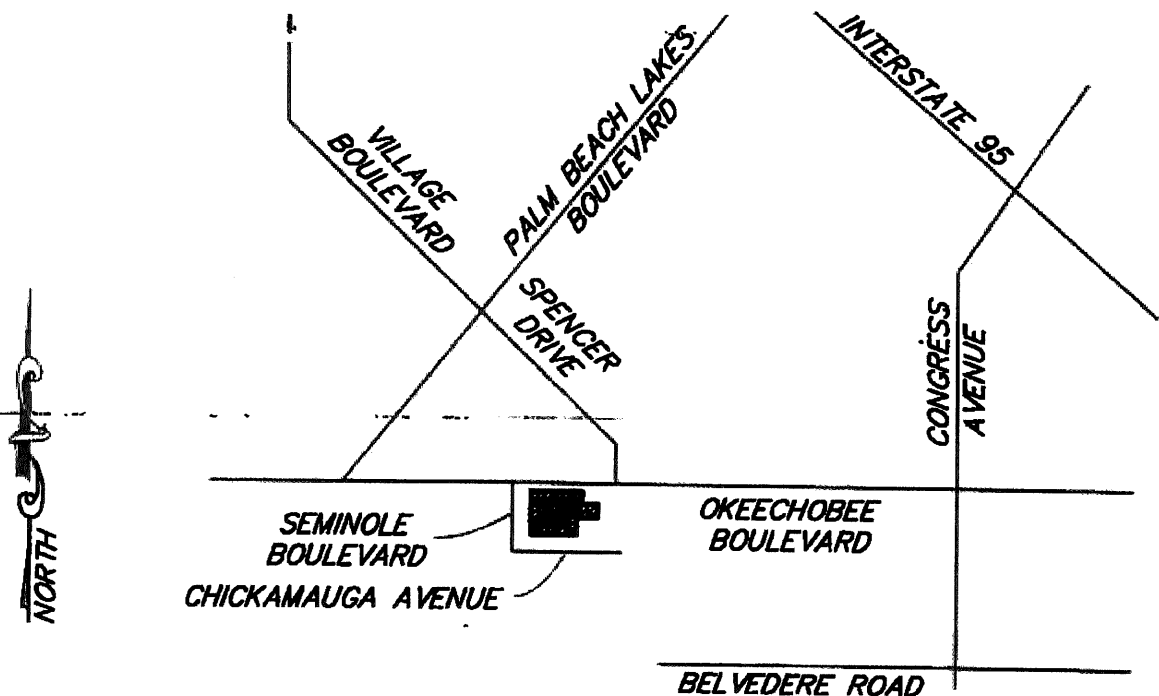 VILLAGE
BOULEVARD
PALM BEACH LAKES
BOULEVARD
INTERSTATE 95
SPENCER
DRIVE
CONGRESS
AVENUE
SEMINOLE
BOULEVARD
OKEECHOBEE
BOULEVARD
CHICKAMAUGA AVENUE
NORTH
BELVEDERE ROAD